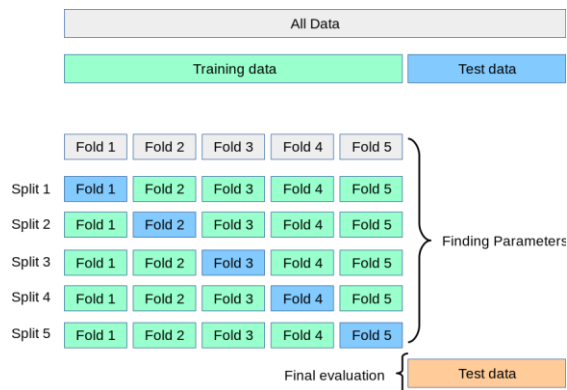 All Data
Training data Test data
Fold 1 Fold 2 Fold 3 Fold 4 Fold 5
Split 1 Fold 1 Fold 2 Fold 3 Fold 4 Fold 5
Split 2 Fold 1 Fold 2 Fold 3 Fold 4 Fold 5
Split 3 Fold 1 Fold 2 Fold 3 Fold 4 Fold 5
Split 4 Fold 1 Fold 2 Fold 3 Fold 4 Fold 5
Split 5 Fold 1 Fold 2 Fold 3 Fold 4 Fold 5
Finding Parameters
Final evaluation Test data